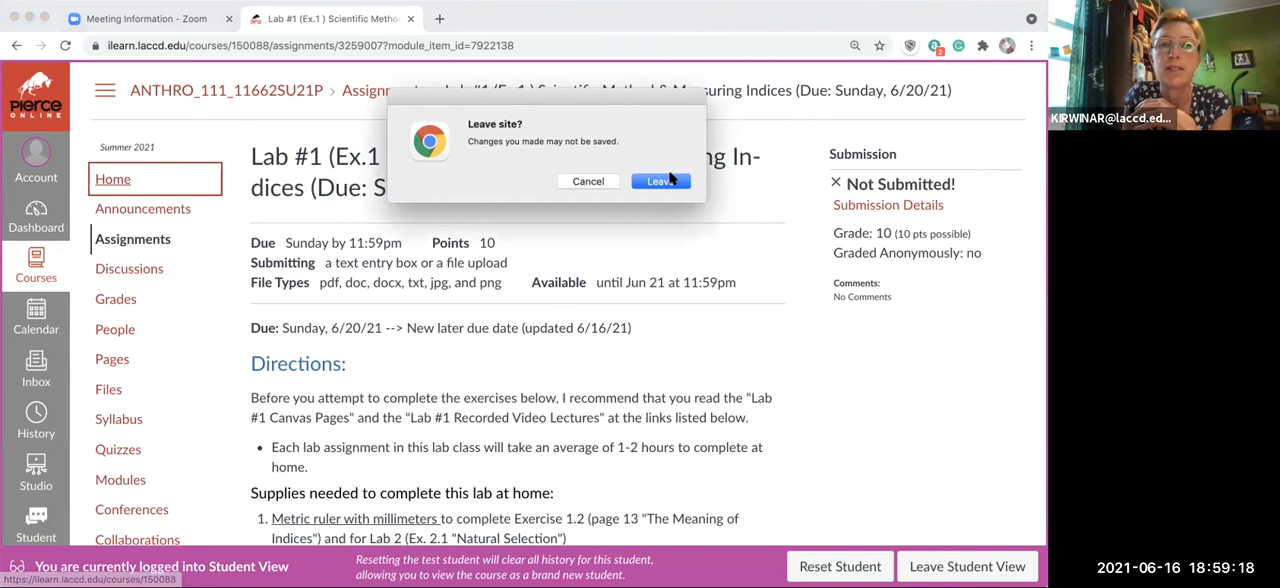 Meeting Information - Zoom
Lab #1 (Ex.1 ) Scientific Metho
ilearn.laccd.edu/courses/150088/assignments/3259007?module_item_id=7922138
2
KIRWINAR@laccd.ed...
PIERCE
ONLINE
Account
Dashboard
Courses
Calendar
Inbox
History
Studio
Student
ANTHRO_111_11662SU21P > Assignm
uring Indices (Due: Sunday, 6/20/21)
Summer 2021
Home
Announcements
Assignments
Discussions
Grades
People
Pages
Files
Syllabus
Quizzes
Modules
Conferences
Collaborations
Leave site?
Changes you made may not be saved.
Cancel
Leave
Lab #1 (Ex.1
ng In-
dices (Due: S
Due Sunday by 11:59pm Points 10
Submitting a text entry box or a file upload
File Types pdf, doc, docx, txt, jpg, and png Available until Jun 21 at 11:59pm
Due: Sunday, 6/20/21 --> New later due date (updated 6/16/21)
Directions:
Before you attempt to complete the exercises below, I recommend that you read the "Lab
#1 Canvas Pages" and the "Lab #1 Recorded Video Lectures" at the links listed below.
• Each lab assignment in this lab class will take an average of 1-2 hours to complete at
home.
Supplies needed to complete this lab at home:
1. Metric ruler with millimeters to complete Exercise 1.2 (page 13 "The Meaning of
Indices") and for Lab 2 (Ex. 2.1 "Natural Selection")
Submission
Not Submitted!
Submission Details
Grade: 10 (10 pts possible)
Graded Anonymously: no
Comments:
No Comments
You are currently logged into Student View
Resetting the test student will clear all history for this student,
allowing you to view the course as a brand new student.
Reset Student
Leave Student View
https://ilearn.laccd.edu/courses/150088
2021-06-16 18:59:18